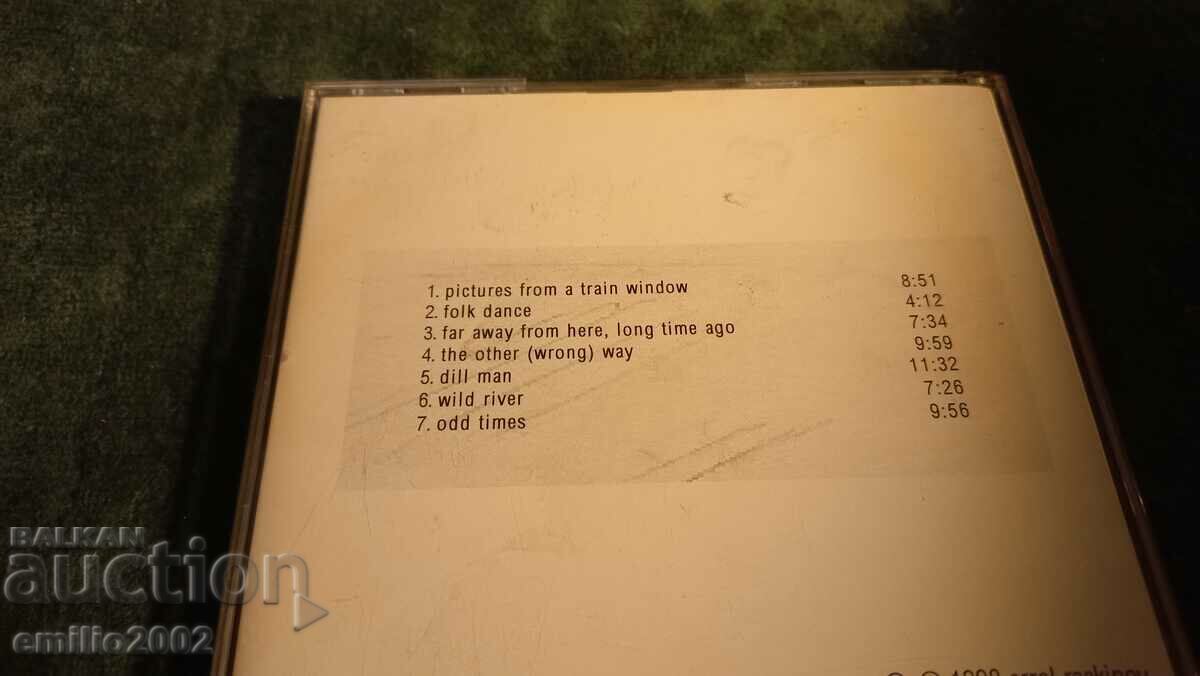 1. pictures from a train window 8:51
2. folk dance 4:12
3. far away from here, long time ago 7:34
4. the other (wrong) way 9:59
5. dill man 11:32
6. wild river 7:26
7. odd times 9:56
BALKAN
auction
emilio2002